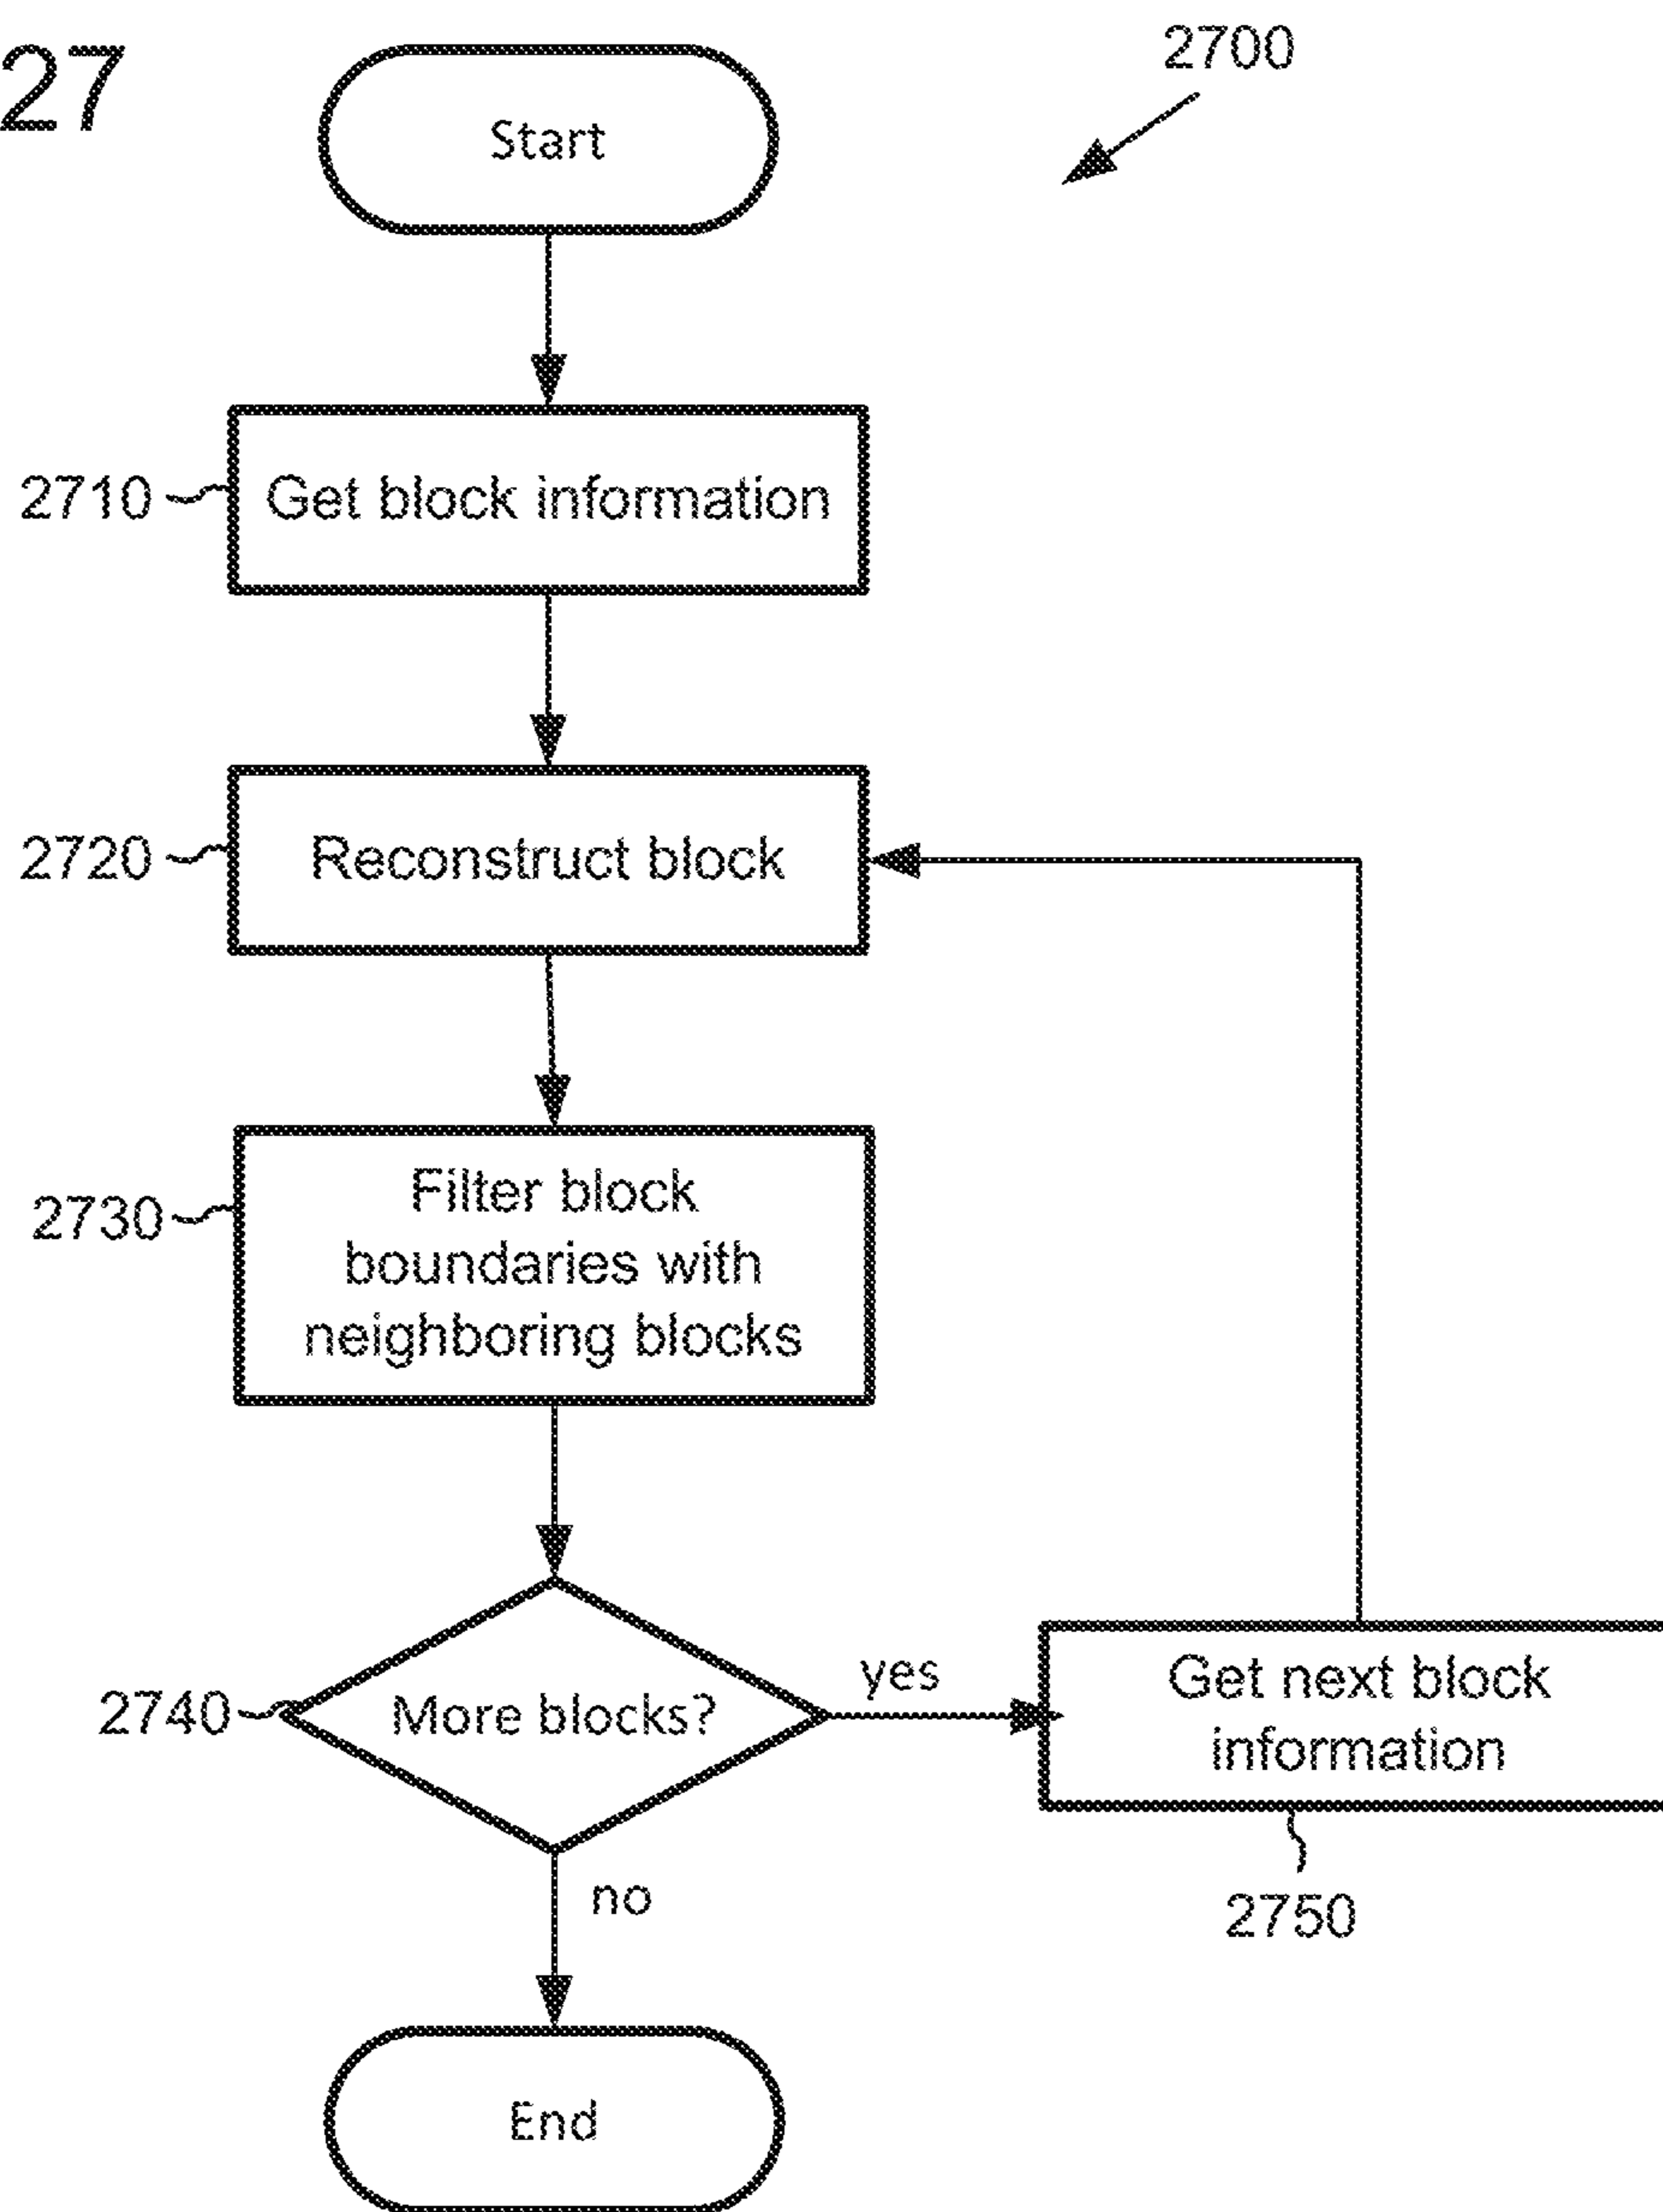 27
2700
Start
2710
Get block information
2720
Reconstruct block
2730
Filter block
boundaries with
neighboring blocks
2740
More blocks?
yes
Get next block
information
2750
no
End